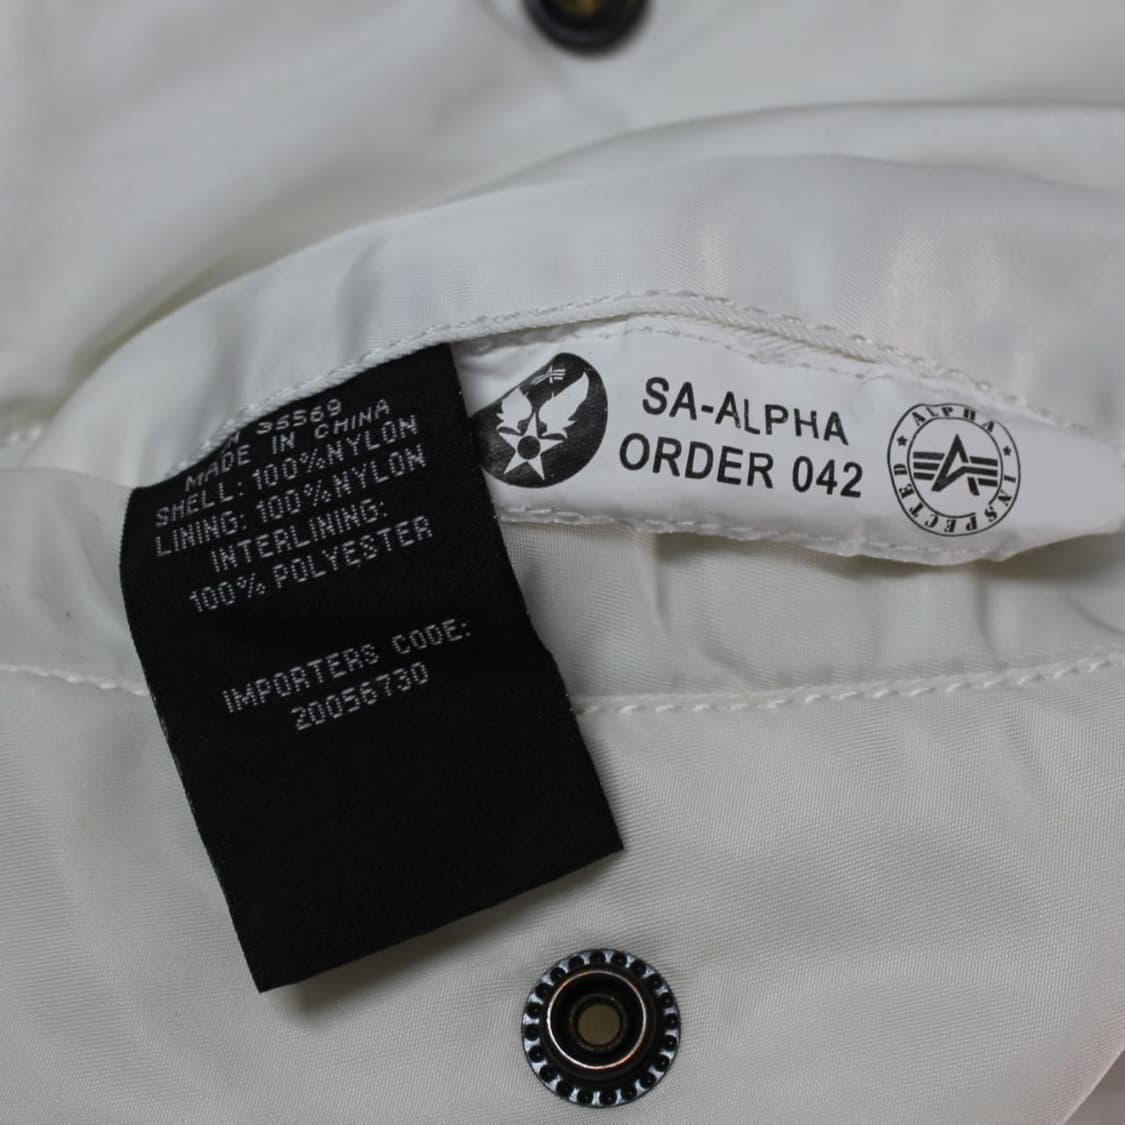 35569
MADE IN CHINA
SHELL: 100%NYLON
LINING: 100%NYLON
INTERLINING:
100% POLYESTER
IMPORTERS CODE:
20056730
SA-ALPHA
ORDER 042
ALPHA
INSPECTED